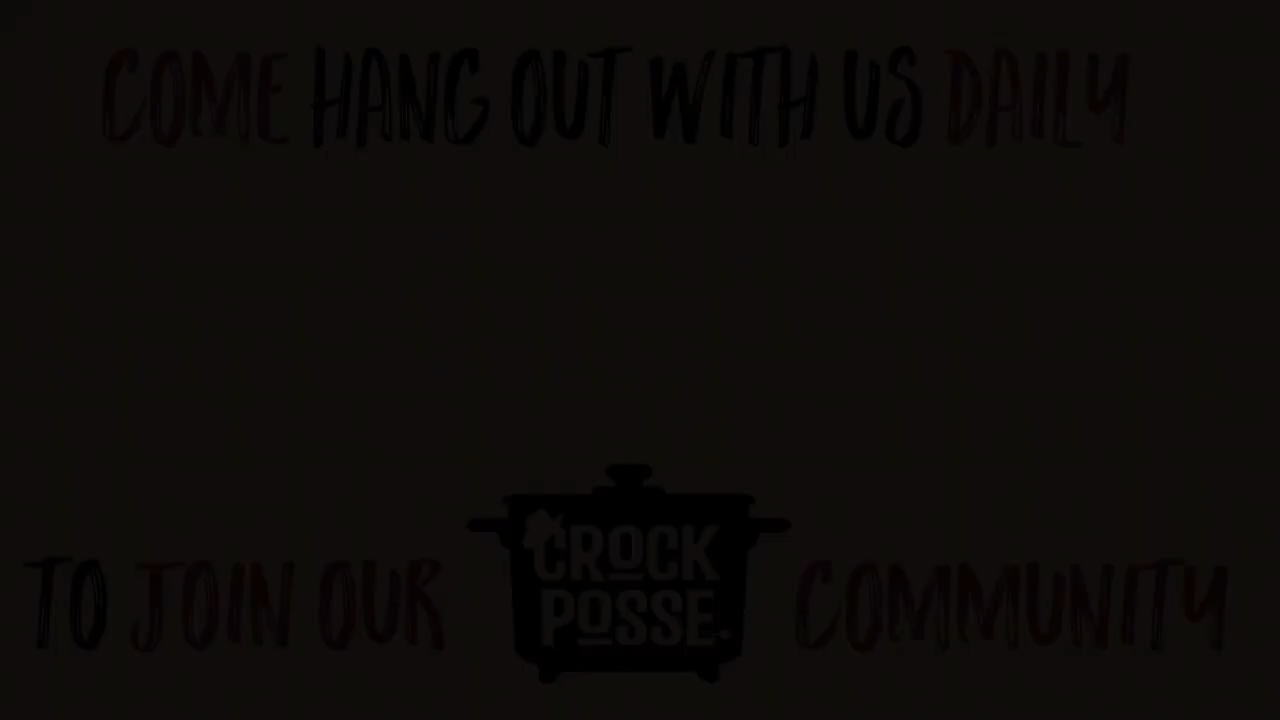 COME HANG OUT WITH US DAILY
CROCK
POSSE.
TO JOIN OUR COMMUNITY